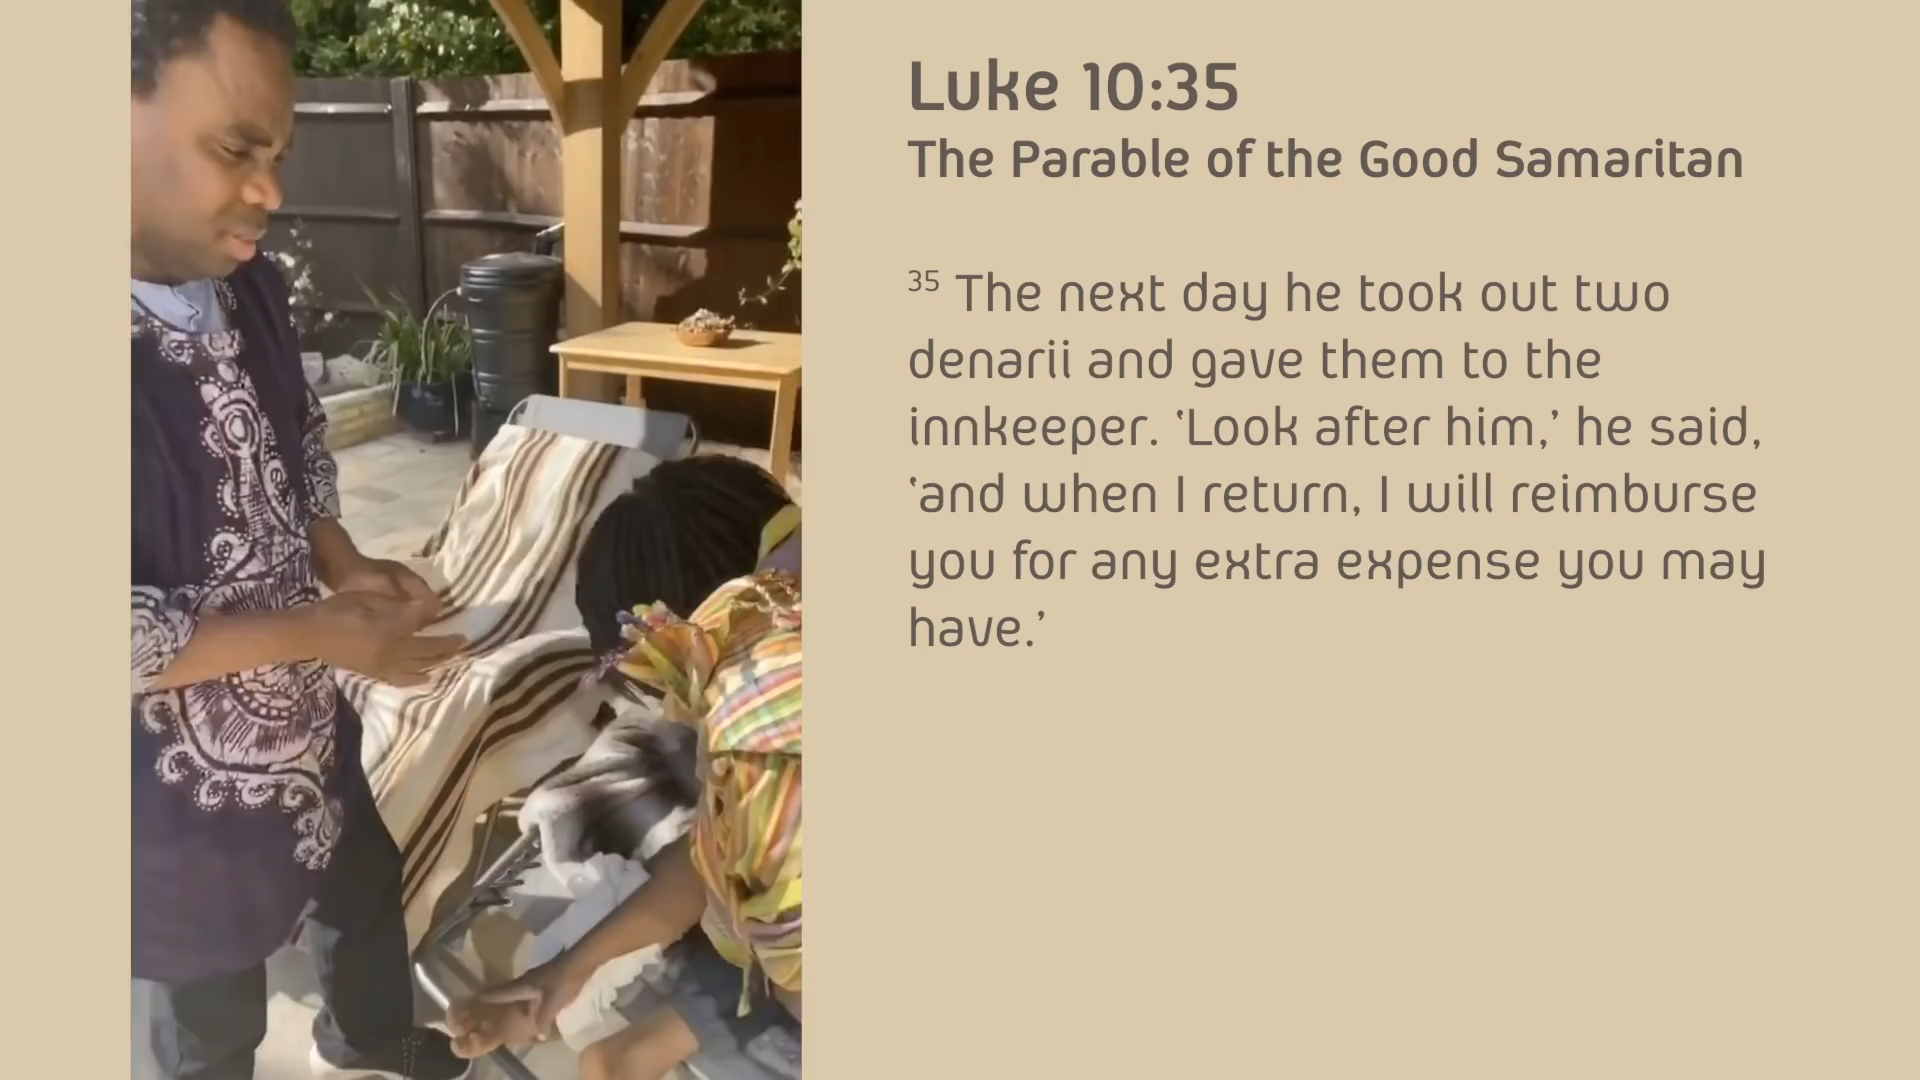 Luke 10:35
The Parable of the Good Samaritan
35 The next day he took out two
denarii and gave them to the
innkeeper. ‘Look after him,’ he said,
‘and when I return, I will reimburse
you for any extra expense you may
have.’